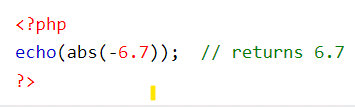 <?php
echo(abs(-6.7));  // returns 6.7
?>